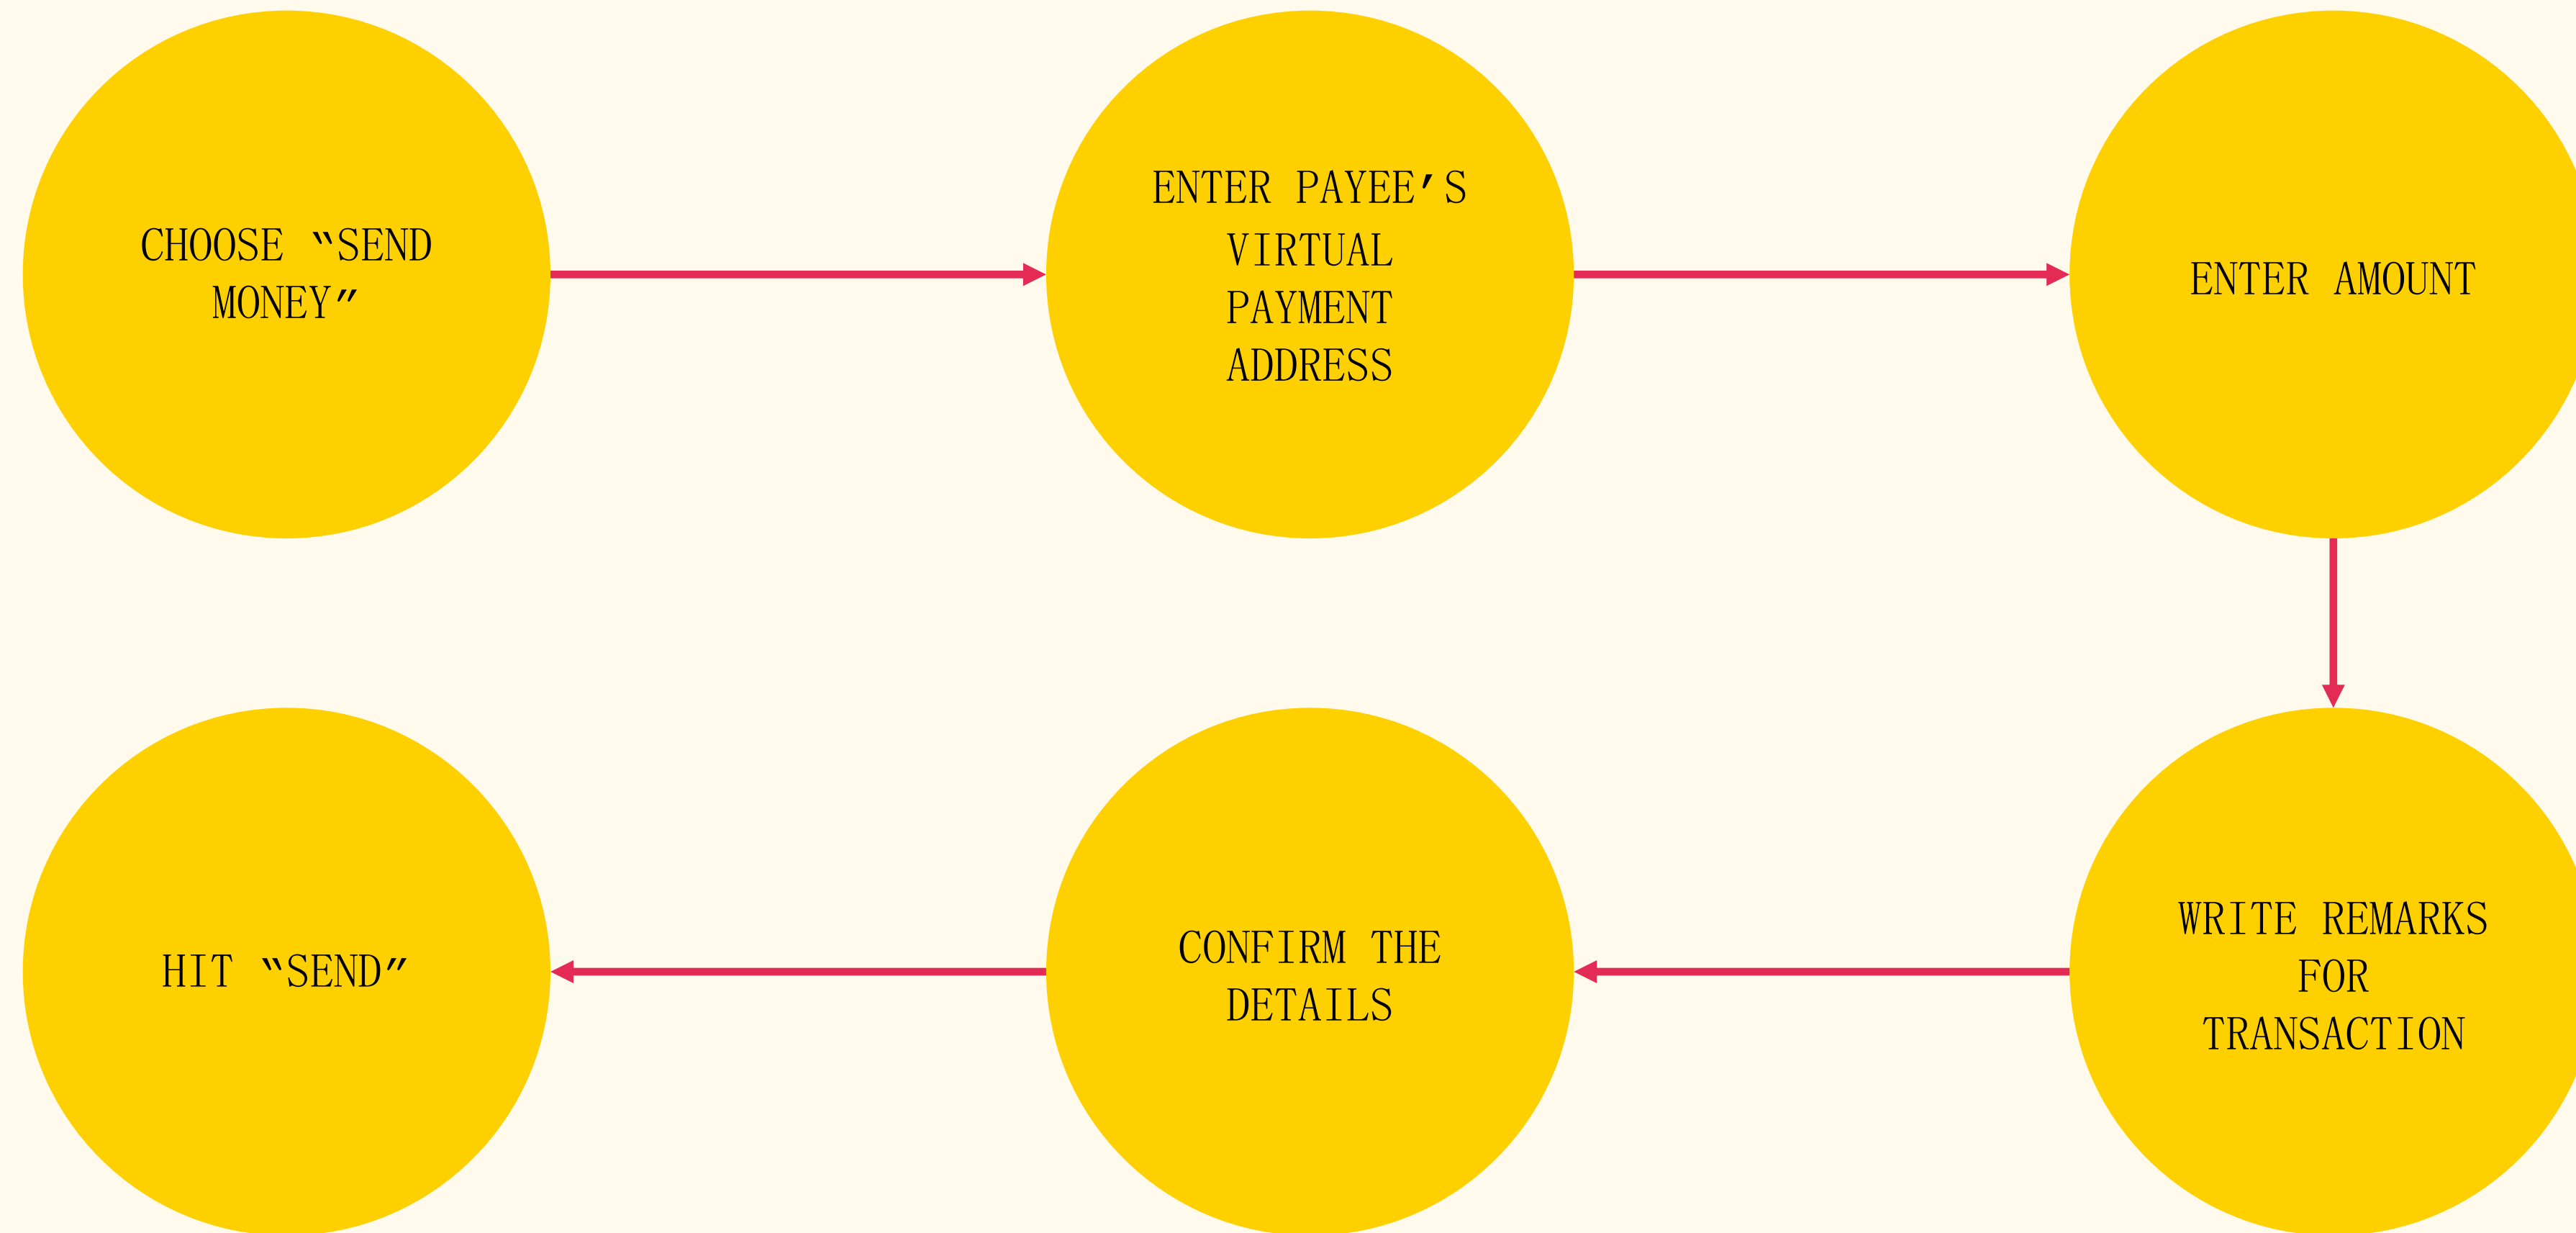 CHOOSE “SEND
MONEY”
ENTER PAYEE’S
VIRTUAL
PAYMENT
ADDRESS
ENTER AMOUNT
WRITE REMARKS
FOR
TRANSACTION
CONFIRM THE
DETAILS
HIT “SEND”